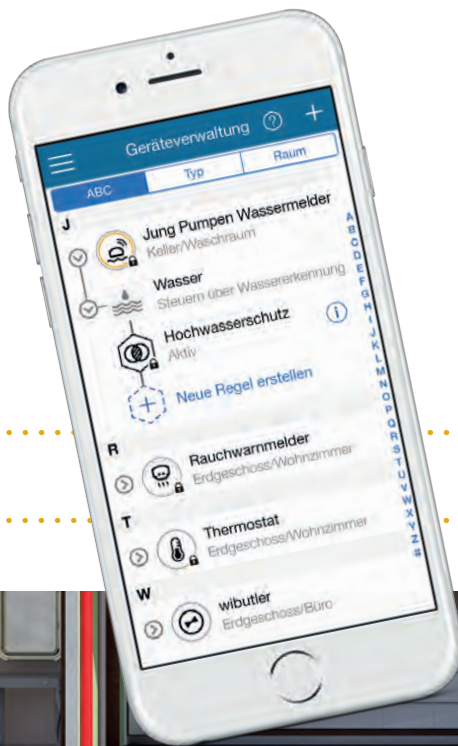 Geräteverwaltung ? +
ABC Typ Raum
J
Jung Pumpen Wassermelder
Keller/Waschraum
Wasser
Steuern über Wassererkennung
Hochwasserschutz i
Aktiv
+ Neue Regel erstellen
R
Rauchwarnmelder
Erdgeschoss/Wohnzimmer
T
Thermostat
Erdgeschoss/Wohnzimmer
W
wibutler
Erdgeschoss/Büro
A
B
C
D
E
F
G
H
I
J
K
L
M
N
O
P
Q
R
S
T
U
V
W
X
Y
Z
#